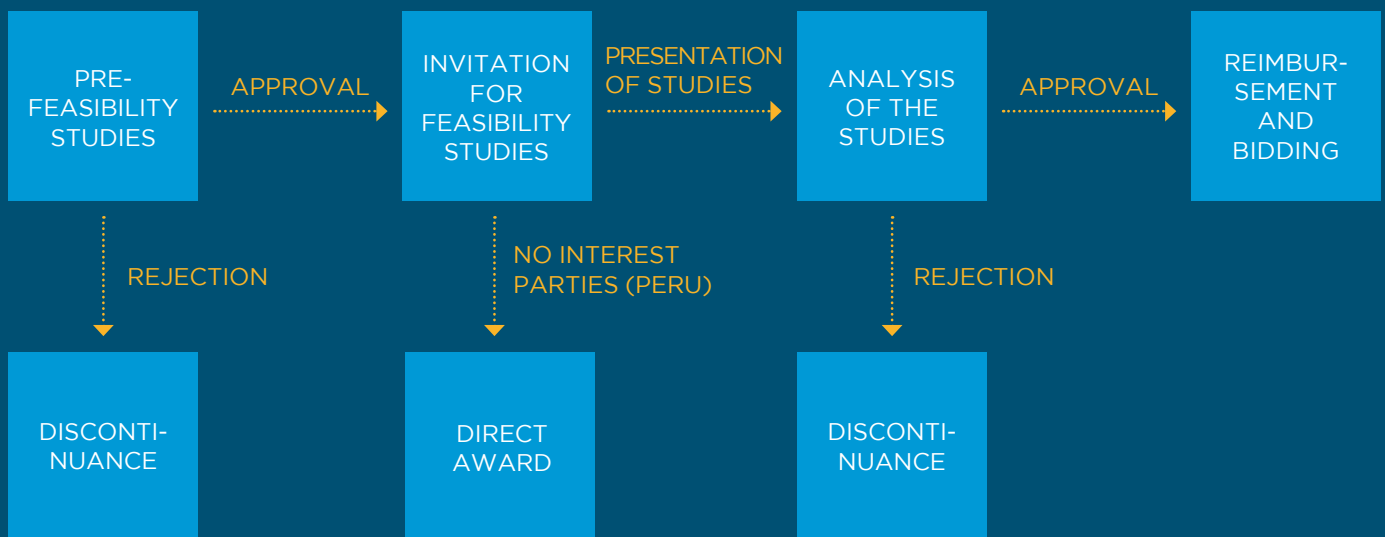 PRE-
FEASIBILITY
STUDIES
APPROVAL
INVITATION
FOR
FEASIBILITY
STUDIES
PRESENTATION
OF STUDIES
ANALYSIS
OF THE
STUDIES
APPROVAL
REIMBUR-
SEMENT
AND
BIDDING
REJECTION
NO INTEREST
PARTIES (PERU)
REJECTION
DISCONTI-
NUANCE
DIRECT
AWARD
DISCONTI-
NUANCE